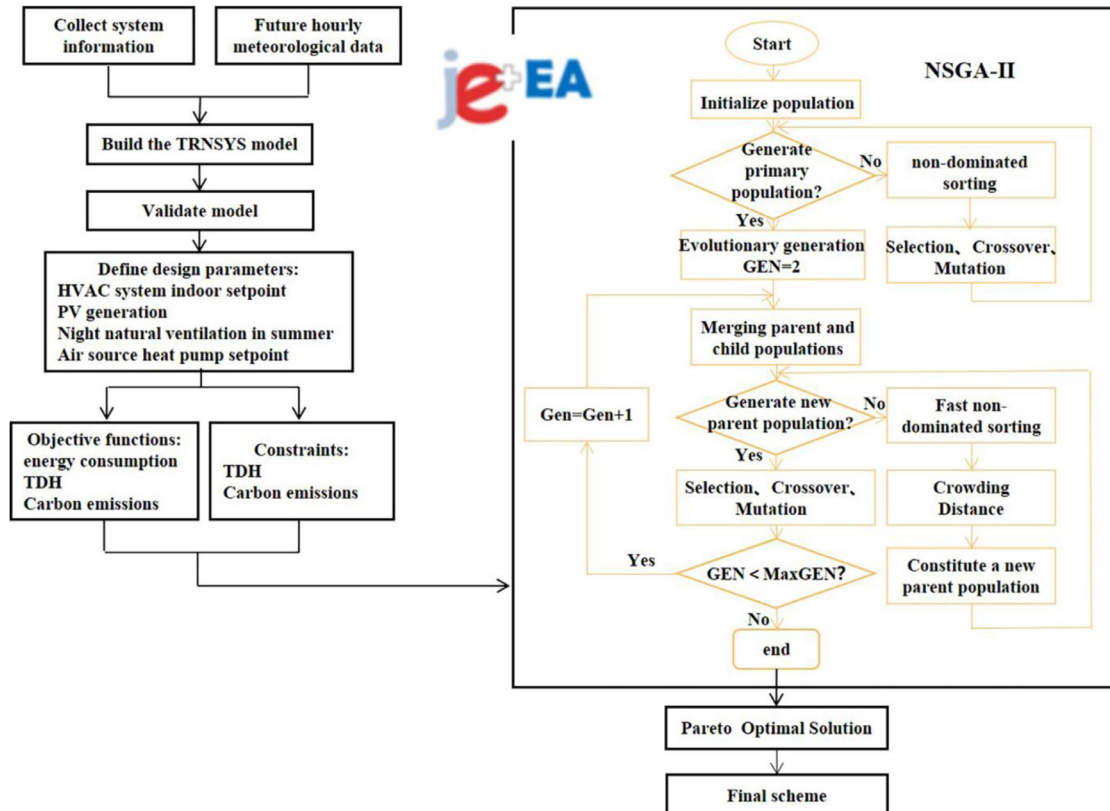 Collect system
information
Future hourly
meteorological data
Build the TRNSYS model
Validate model
Define design parameters:
HVAC system indoor setpoint
PV generation
Night natural ventilation in summer
Air source heat pump setpoint
Objective functions:
energy consumption
TDH
Carbon emissions
Constraints:
TDH
Carbon emissions
je+EA
NSGA-II
Start
Initialize population
Generate
primary
population?
No
non-dominated
sorting
Selection、Crossover、
Mutation
Yes
Evolutionary generation
GEN=2
Merging parent and
child populations
Gen=Gen+1
Generate new
parent population?
No
Fast non-
dominated sorting
Crowding
Distance
Constitute a new
parent population
Yes
Selection、Crossover、
Mutation
GEN < MaxGEN?
Yes
No
end
Pareto Optimal Solution
Final scheme